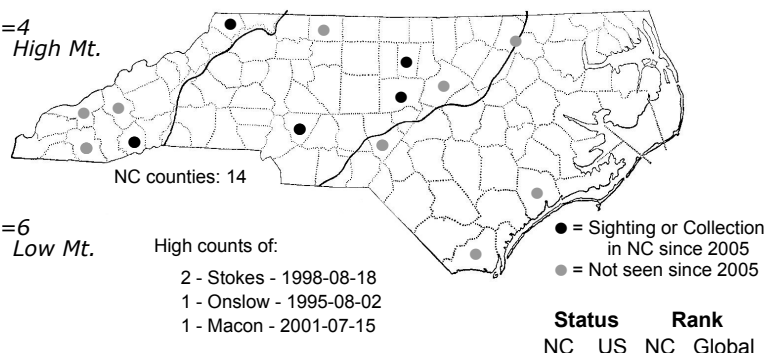 =4
High Mt.
NC counties: 14
=6
Low Mt.
High counts of:
2 - Stokes - 1998-08-18
1 - Onslow - 1995-08-02
1 - Macon - 2001-07-15
● = Sighting or Collection
in NC since 2005
● = Not seen since 2005
Status Rank
NC US NC Global